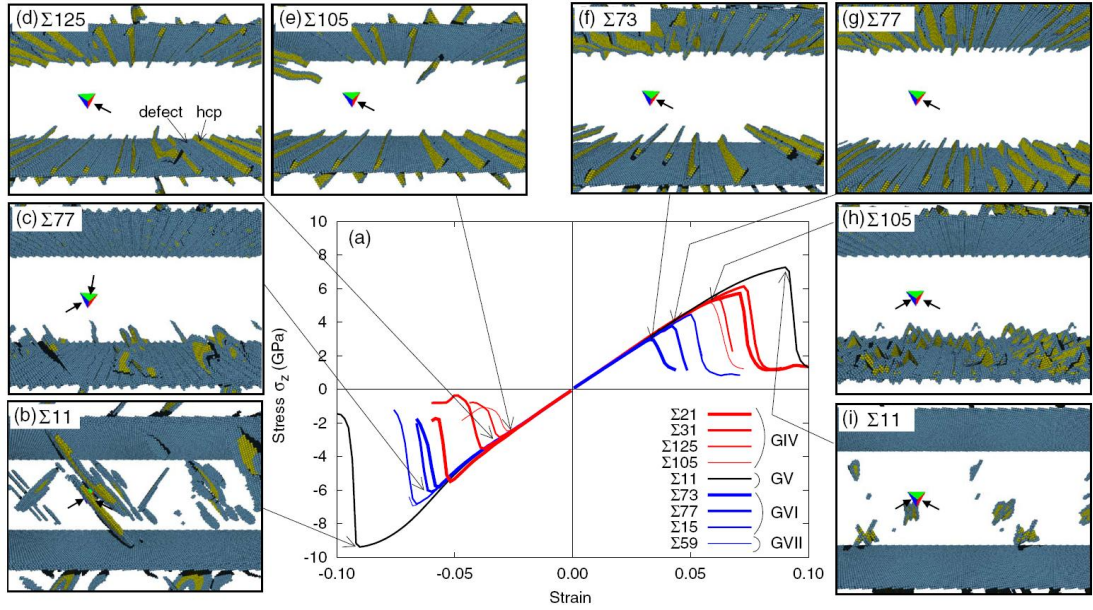 (d) Σ125
(e) Σ105
(f) Σ73
(g) Σ77
defect hcp
(c) Σ77
(h) Σ105
(b) Σ11
(i) Σ11
(a)
10
8
6
4
2
0
-2
-4
-6
-8
-10
Stress σz (GPa)
-0.10 -0.05 0.00 0.05 0.10
Strain
Σ21
Σ31
Σ125
Σ105
GIV
Σ11
GV
Σ73
Σ77
Σ15
GVI
Σ59
GVII